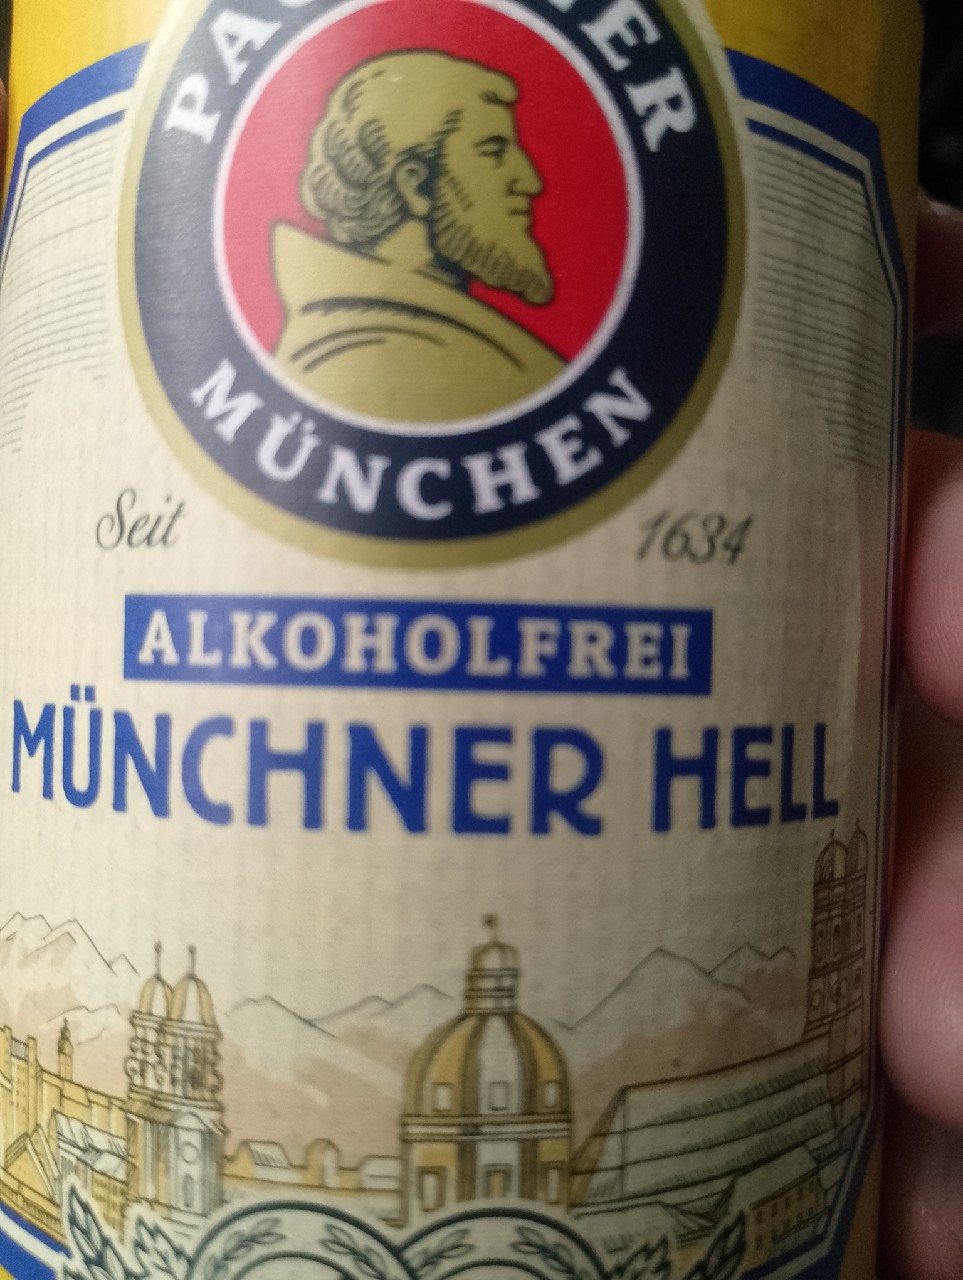 MÜNCHEN
Seit 1634
ALKOHOLFREI
MÜNCHNER HELL